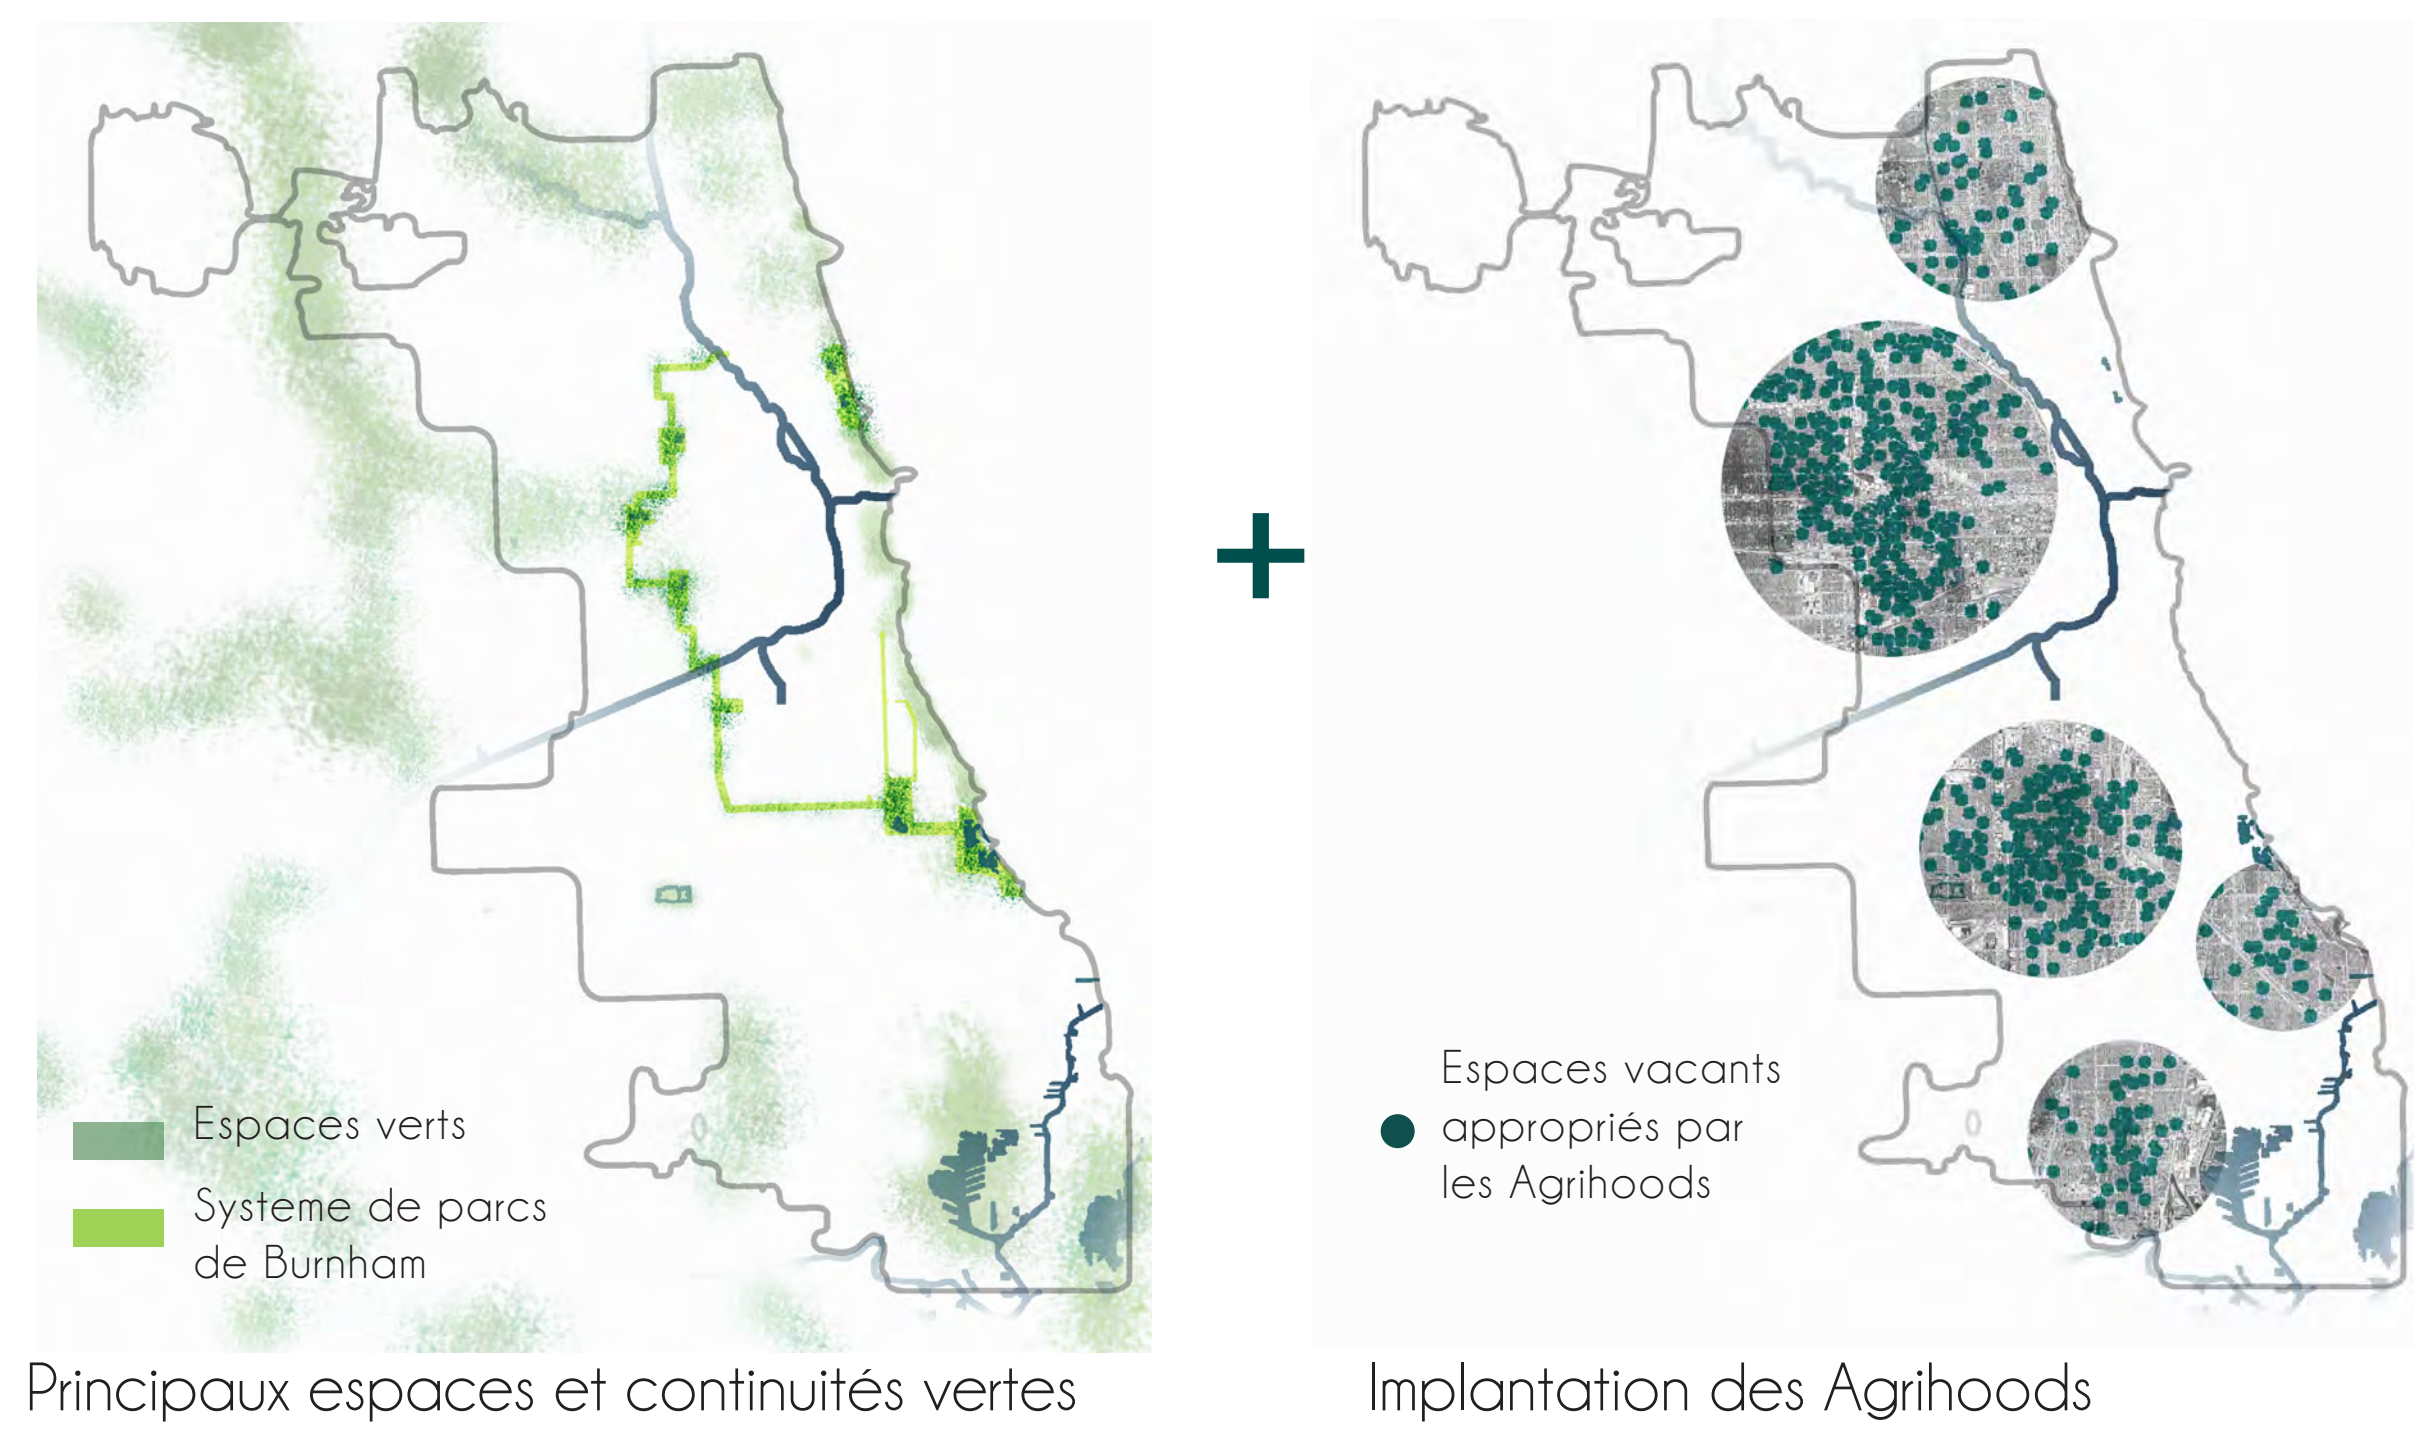 Espaces verts
Systeme de parcs
de Burnham
Principaux espaces et continuités vertes
+
Espaces vacants
appropriés par
les Agrihoods
Implantation des Agrihoods